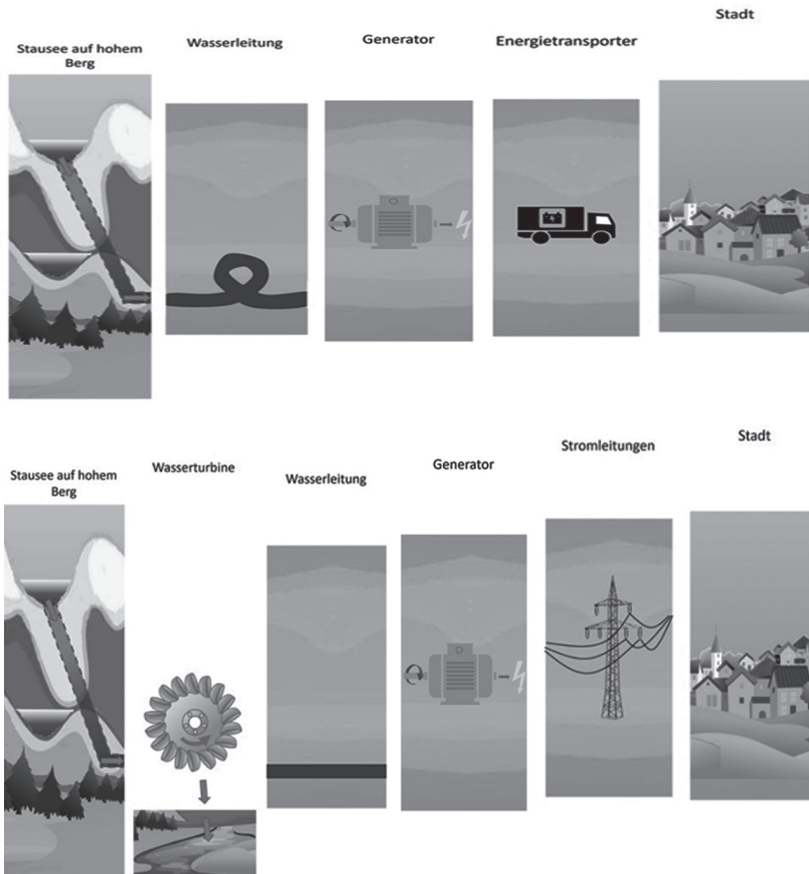 Stausee auf hohem
Berg
Wasserleitung
Generator
Energietransporter
Stadt
Stausee auf hohem
Berg
Wasserturbine
Wasserleitung
Generator
Stromleitungen
Stadt